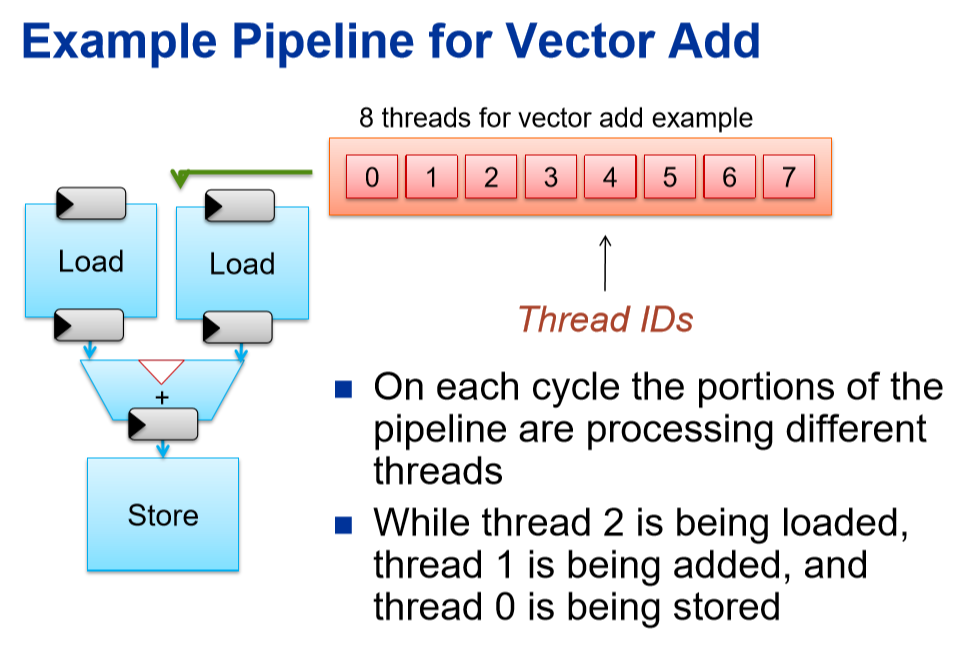 Example Pipeline for Vector Add
8 threads for vector add example
0 1 2 3 4 5 6 7
Load
Load
Thread IDs
+
Store
■ On each cycle the portions of the
pipeline are processing different
threads
■ While thread 2 is being loaded,
thread 1 is being added, and
thread 0 is being stored